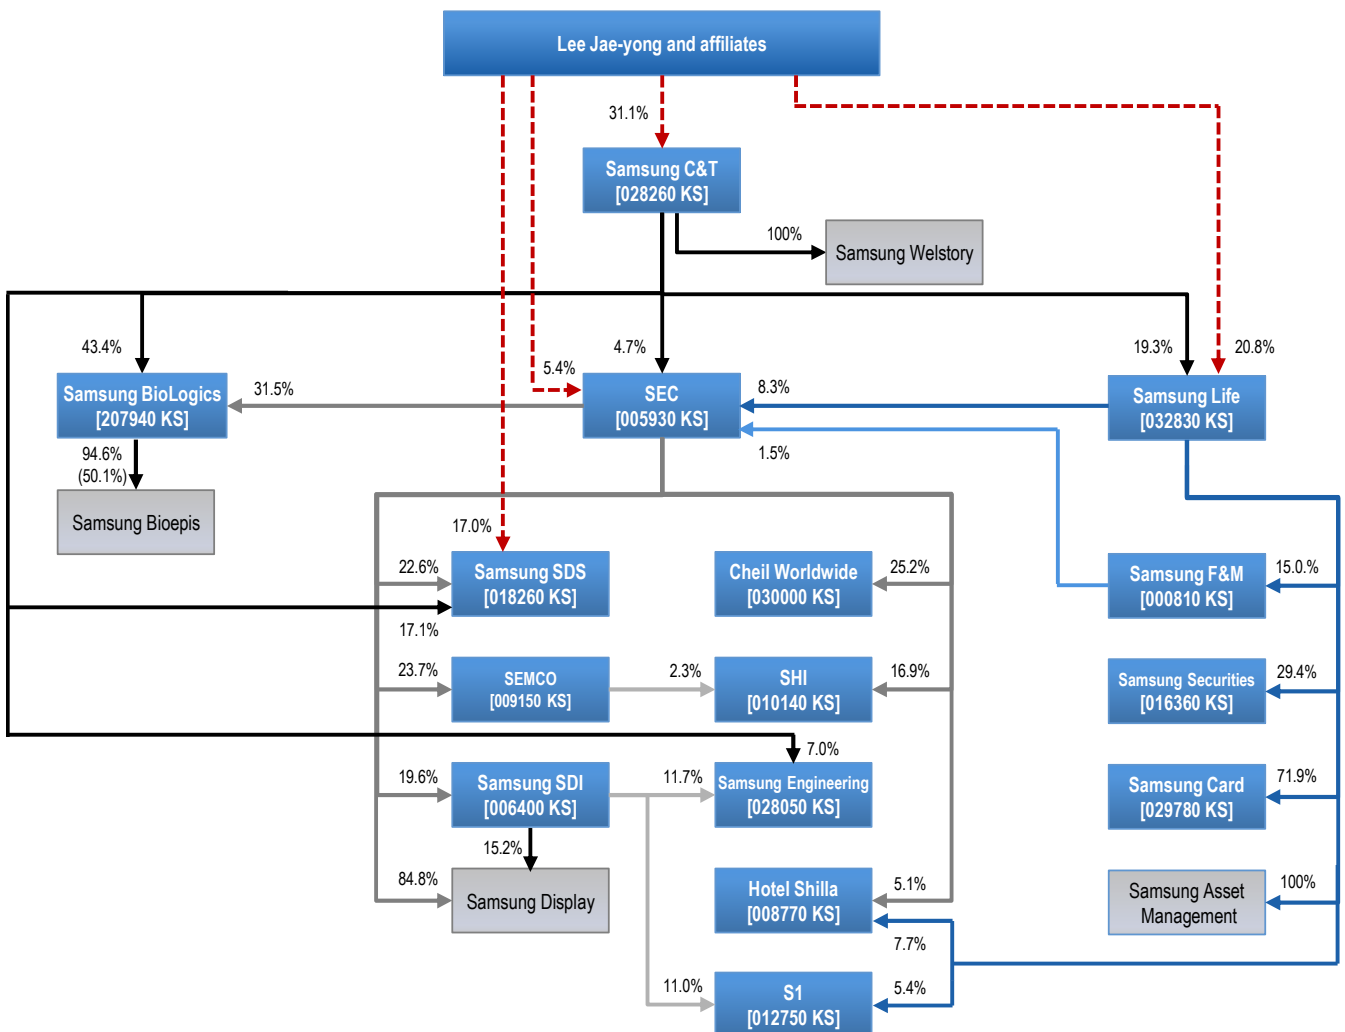 Lee Jae-yong and affiliates
31.1%
Samsung C&T
[028260 KS]
100%
Samsung Welstory
43.4%
4.7%
19.3%
20.8%
5.4%
Samsung BioLogics
[207940 KS]
31.5%
SEC
[005930 KS]
8.3%
Samsung Life
[032830 KS]
1.5%
94.6%
(50.1%)
Samsung Bioepis
17.0%
22.6%
Samsung SDS
[018260 KS]
Cheil Worldwide
[030000 KS]
25.2%
Samsung F&M
[000810 KS]
15.0.%
17.1%
23.7%
SEMCO
[009150 KS]
2.3%
SHI
[010140 KS]
16.9%
Samsung Securities
[016360 KS]
29.4%
7.0%
19.6%
Samsung SDI
[006400 KS]
11.7%
Samsung Engineering
[028050 KS]
Samsung Card
[029780 KS]
71.9%
15.2%
84.8%
Samsung Display
Hotel Shilla
[008770 KS]
5.1%
Samsung Asset
Management
100%
7.7%
11.0%
S1
[012750 KS]
5.4%